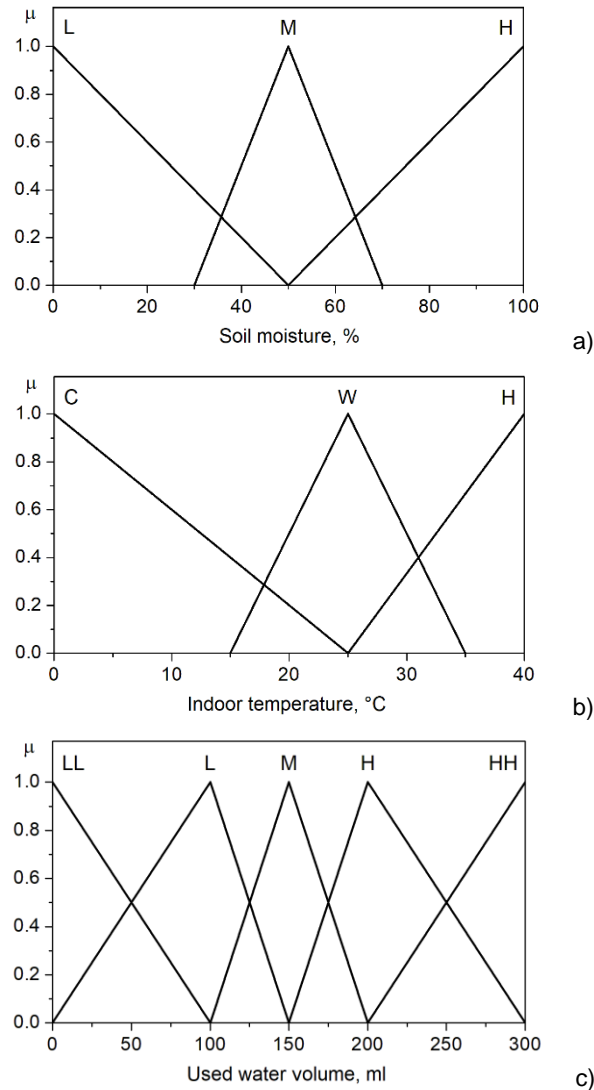 μ
L M H
1.0
0.8
0.6
0.4
0.2
0.0
0 20 40 60 80 100
Soil moisture, %
a)
μ
C W H
1.0
0.8
0.6
0.4
0.2
0.0
0 10 20 30 40
Indoor temperature, °C
b)
μ
LL L M H HH
1.0
0.8
0.6
0.4
0.2
0.0
0 50 100 150 200 250 300
Used water volume, ml
c)